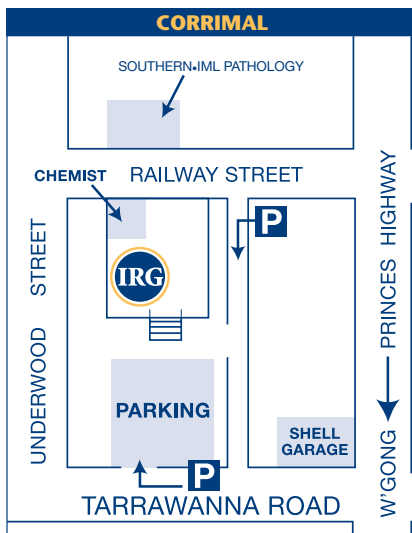 CORRIMAL
SOUTHERN•IML PATHOLOGY
CHEMIST
RAILWAY STREET
P
IRG
UNDERWOOD STREET
PRINCES HIGHWAY
W'GONG
PARKING
SHELL
GARAGE
P
TARRAWANNA ROAD